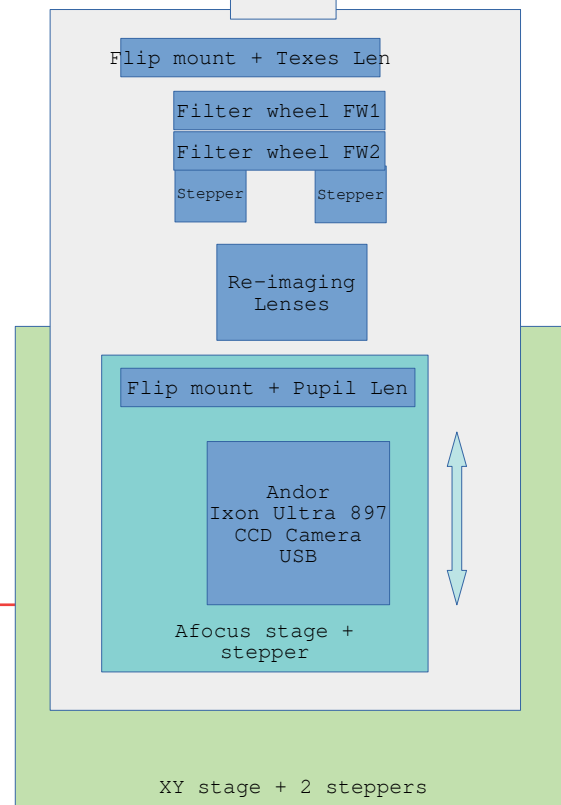 Flip mount + Texes Len
Filter wheel FW1
Filter wheel FW2
Stepper
Stepper
Re-imaging
Lenses
Flip mount + Pupil Len
Andor
Ixon Ultra 897
CCD Camera
USB
Afocus stage +
stepper
XY stage + 2 steppers